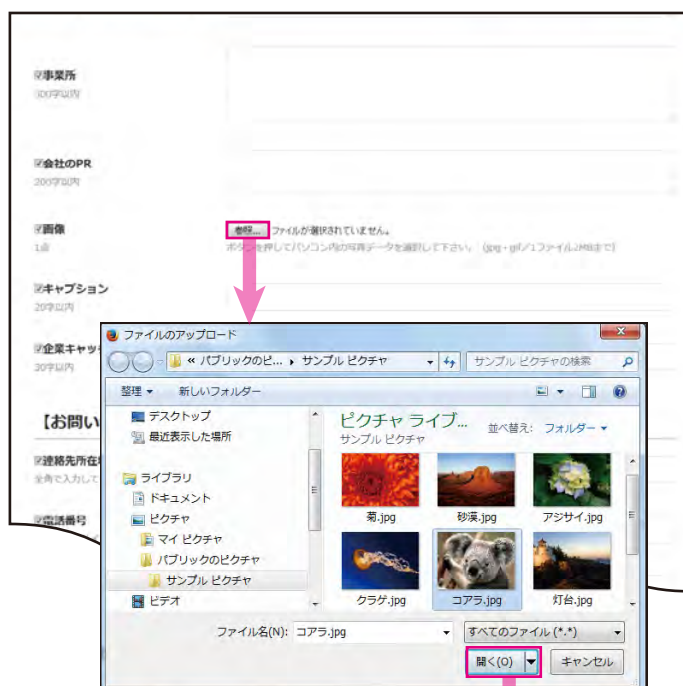 事業所
300字以内
会社のPR
200字以内
画像
1点
参照... ファイルが選択されていません。
ボタンを押してパソコン内の写真データを選択して下さい。 (jpg・gif/1ファイル2MBまで)
キャプション
20字以内
企業キャッ
30字以内
【お問い
連絡先所在
全角で入力して
電話番号
ファイルのアップロード
« パブリックのピ... ▸ サンプル ピクチャ
サンプル ピクチャの検索
整理 ▾ 新しいフォルダー
デスクトップ
最近表示した場所
ライブラリ
ドキュメント
ピクチャ
マイ ピクチャ
パブリックのピクチャ
サンプル ピクチャ
ビデオ
ピクチャ ライブ...
サンプル ピクチャ
並べ替え: フォルダー ▾
菊.jpg
砂漠.jpg
アジサイ.jpg
クラゲ.jpg
コアラ.jpg
灯台.jpg
ファイル名(N): コアラ.jpg
すべてのファイル (*.*)
開く(O)
キャンセル